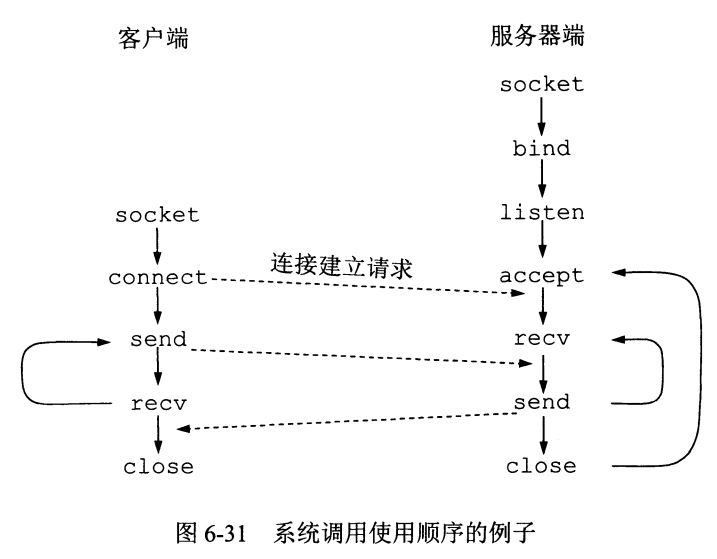 客户端
服务器端
socket
bind
socket
listen
connect
连接建立请求
accept
send
recv
recv
send
close
close
图 6-31 系统调用使用顺序的例子